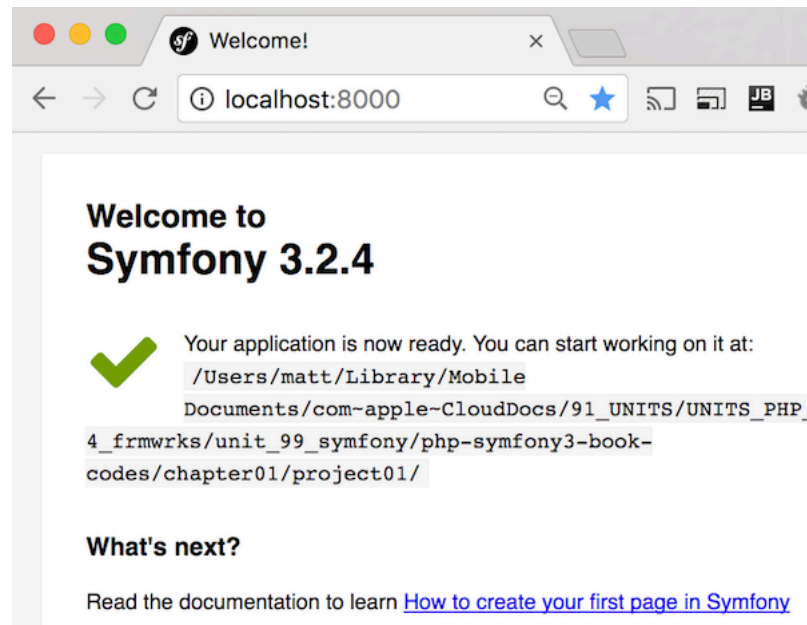 sf Welcome! ×
localhost:8000
JB
Welcome to
Symfony 3.2.4
Your application is now ready. You can start working on it at:
/Users/matt/Library/Mobile
Documents/com~apple~CloudDocs/91_UNITS/UNITS_PHP_
4_frmwrks/unit_99_symfony/php-symfony3-book-
codes/chapter01/project01/
What's next?
Read the documentation to learn How to create your first page in Symfony